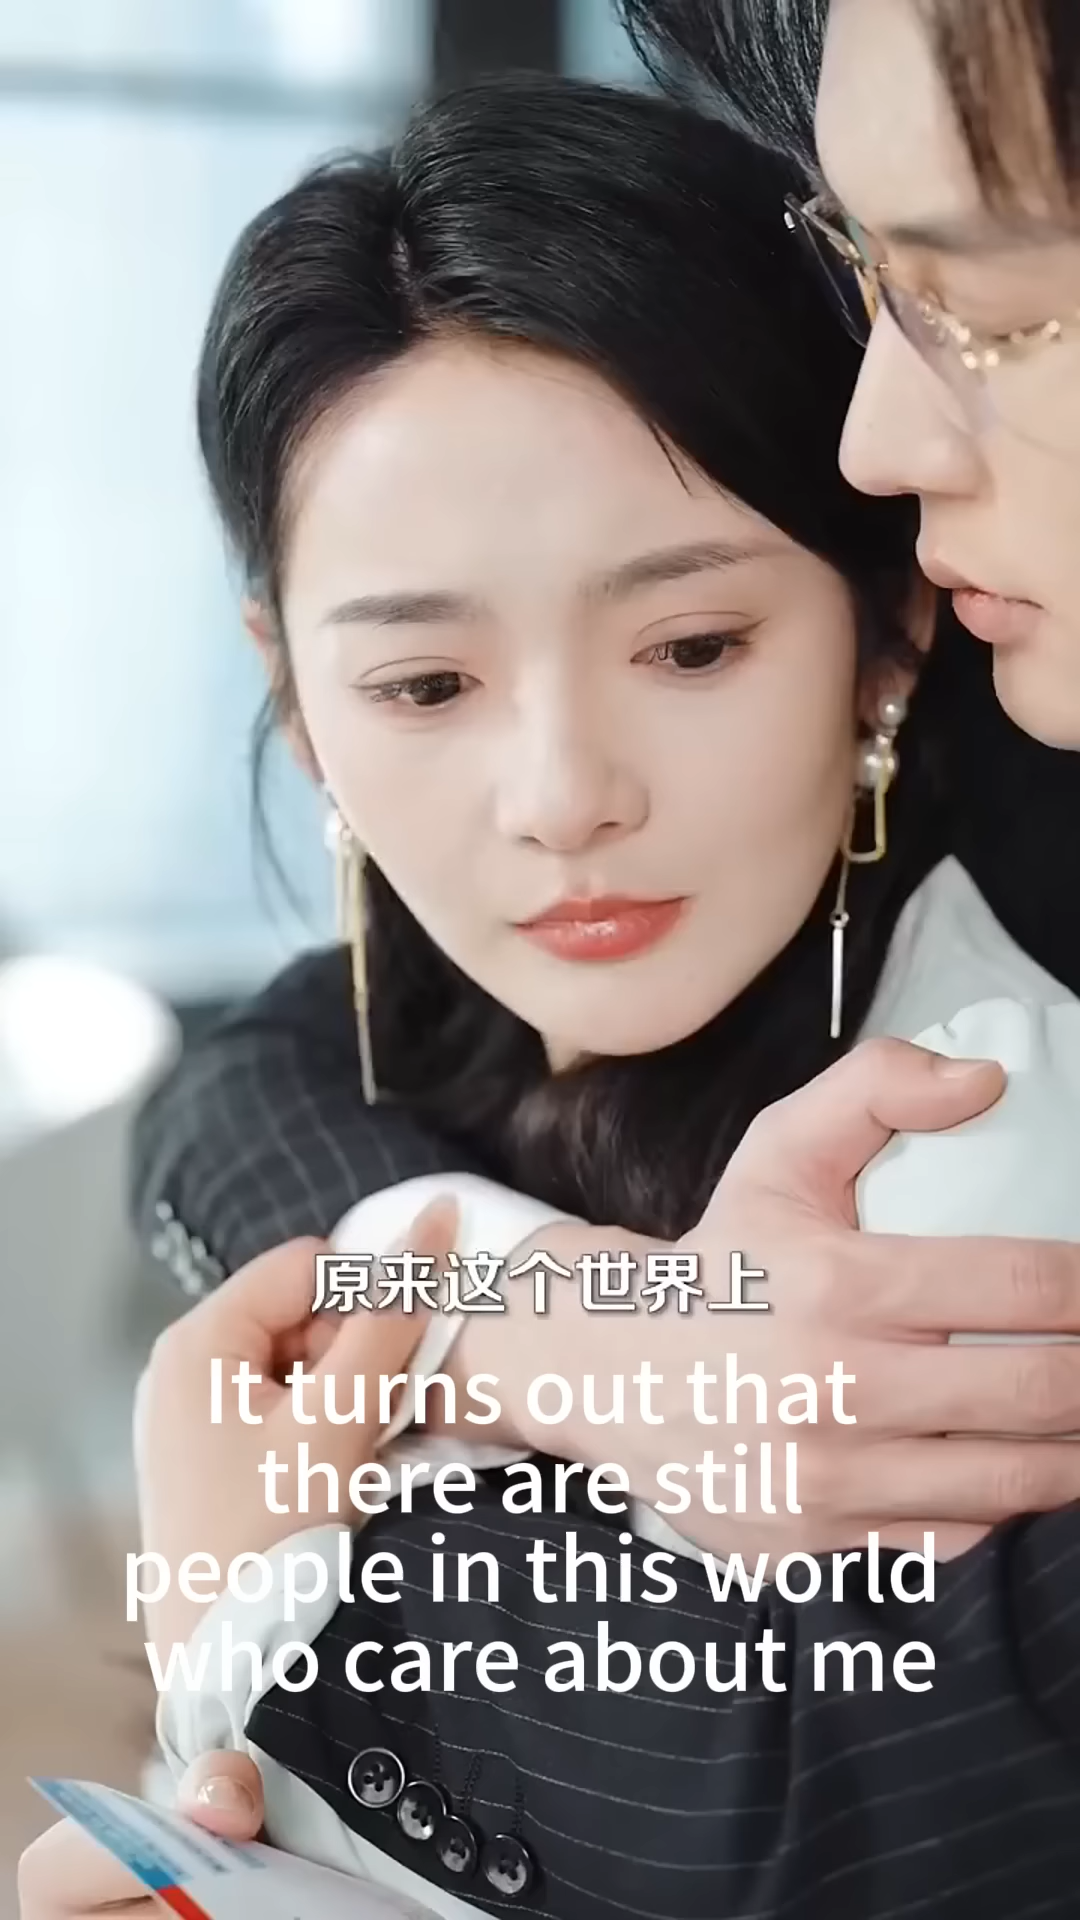 原来这个世界上
It turns out that
there are still
people in this world
who care about me